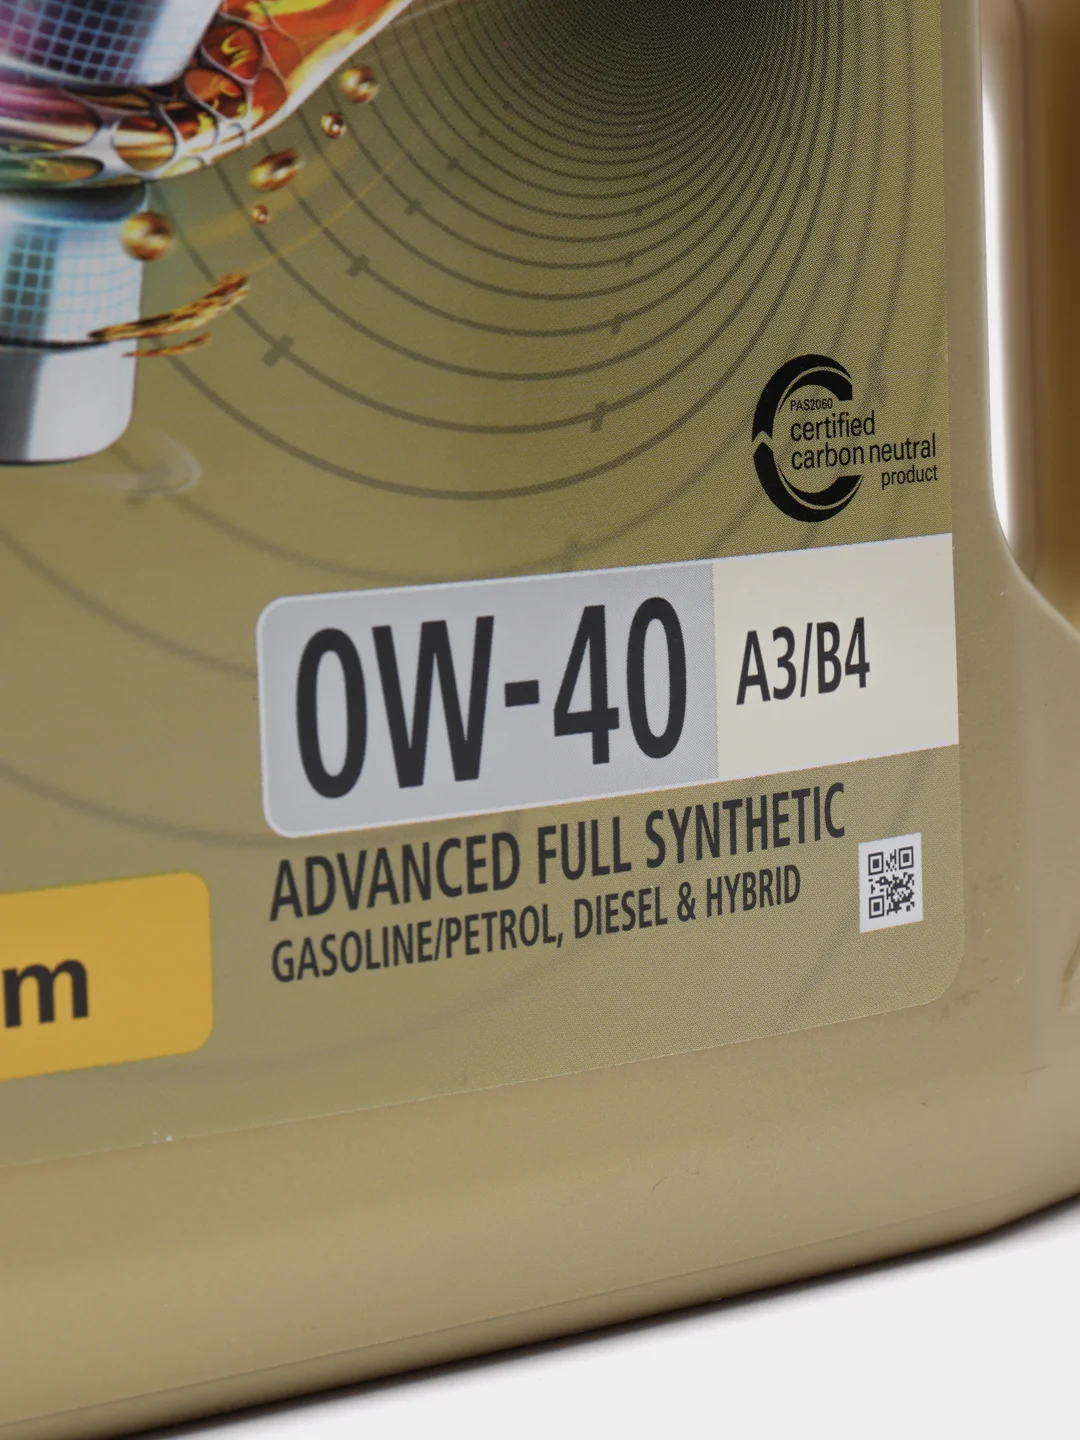 PAS2060
certified
carbon neutral
product
0W-40 A3/B4
ADVANCED FULL SYNTHETIC
GASOLINE/PETROL, DIESEL & HYBRID
m